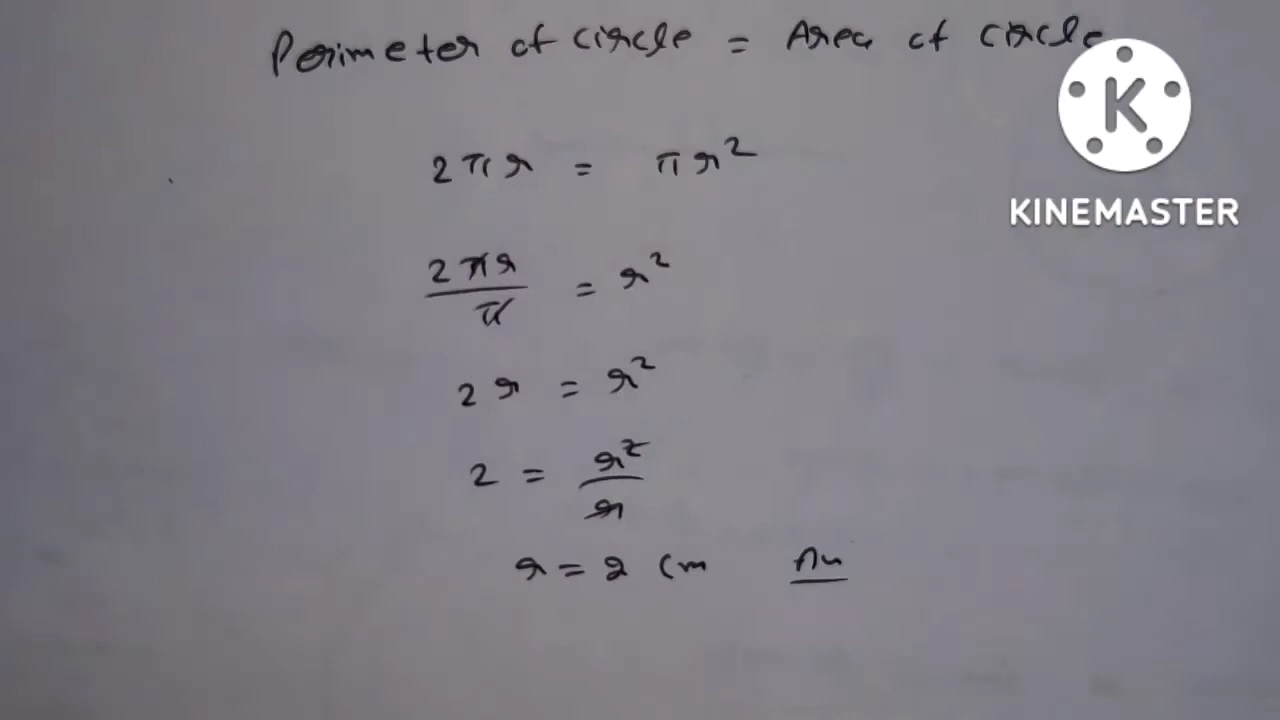 Perimeter of circle = Area of circle
K
KINEMASTER
2πr = πr²
2πr/π = r²
2r = r²
2 = r²/r
r = 2 cm Ans